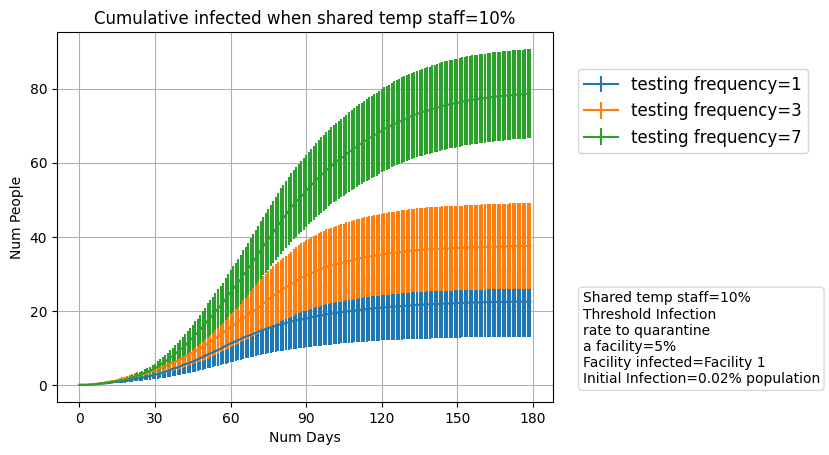 Cumulative infected when shared temp staff=10%
testing frequency=1
testing frequency=3
testing frequency=7
Num People
80
60
40
20
0
Shared temp staff=10%
Threshold Infection
rate to quarantine
a facility=5%
Facility infected=Facility 1
Initial Infection=0.02% population
0 30 60 90 120 150 180
Num Days